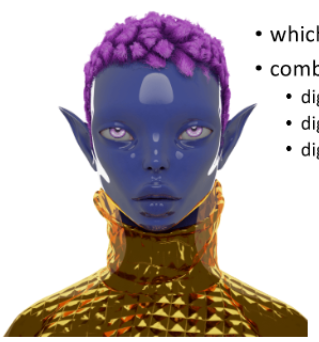 • which
• comb
• dig
• dig
• dig